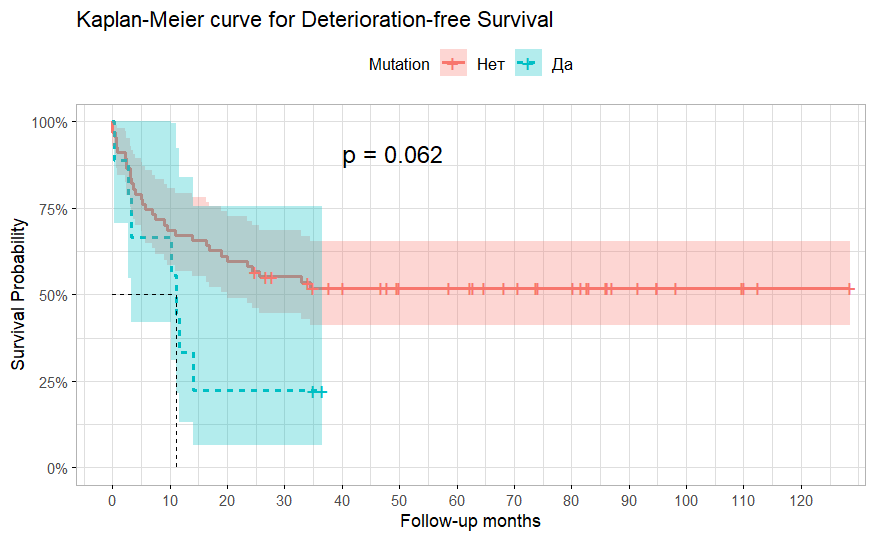 Kaplan-Meier curve for Deterioration-free Survival
Mutation Нет Да
p = 0.062
100%
75%
50%
25%
0%
Survival Probability
0 10 20 30 40 50 60 70 80 90 100 110 120
Follow-up months